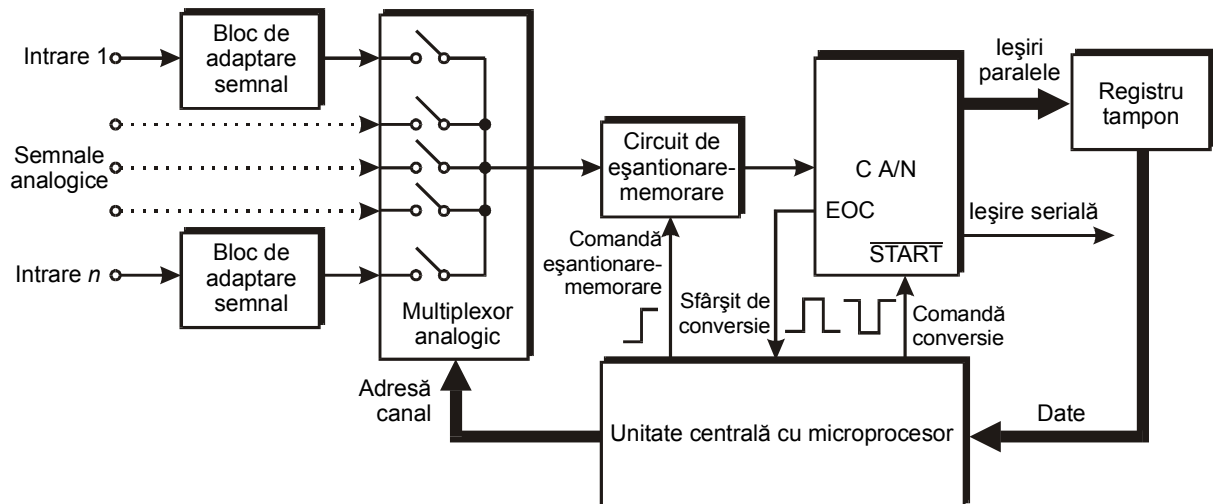 Intrare 1
Bloc de
adaptare
semnal
Semnale
analogice
Intrare n
Bloc de
adaptare
semnal
Multiplexor
analogic
Adresă
canal
Circuit de
eşantionare-
memorare
Comandă
eşantionare-
memorare
C A/N
EOC
START
Sfârşit de
conversie
Comandă
conversie
Ieşiri
paralele
Registru
tampon
Ieşire serială
Date
Unitate centrală cu microprocesor